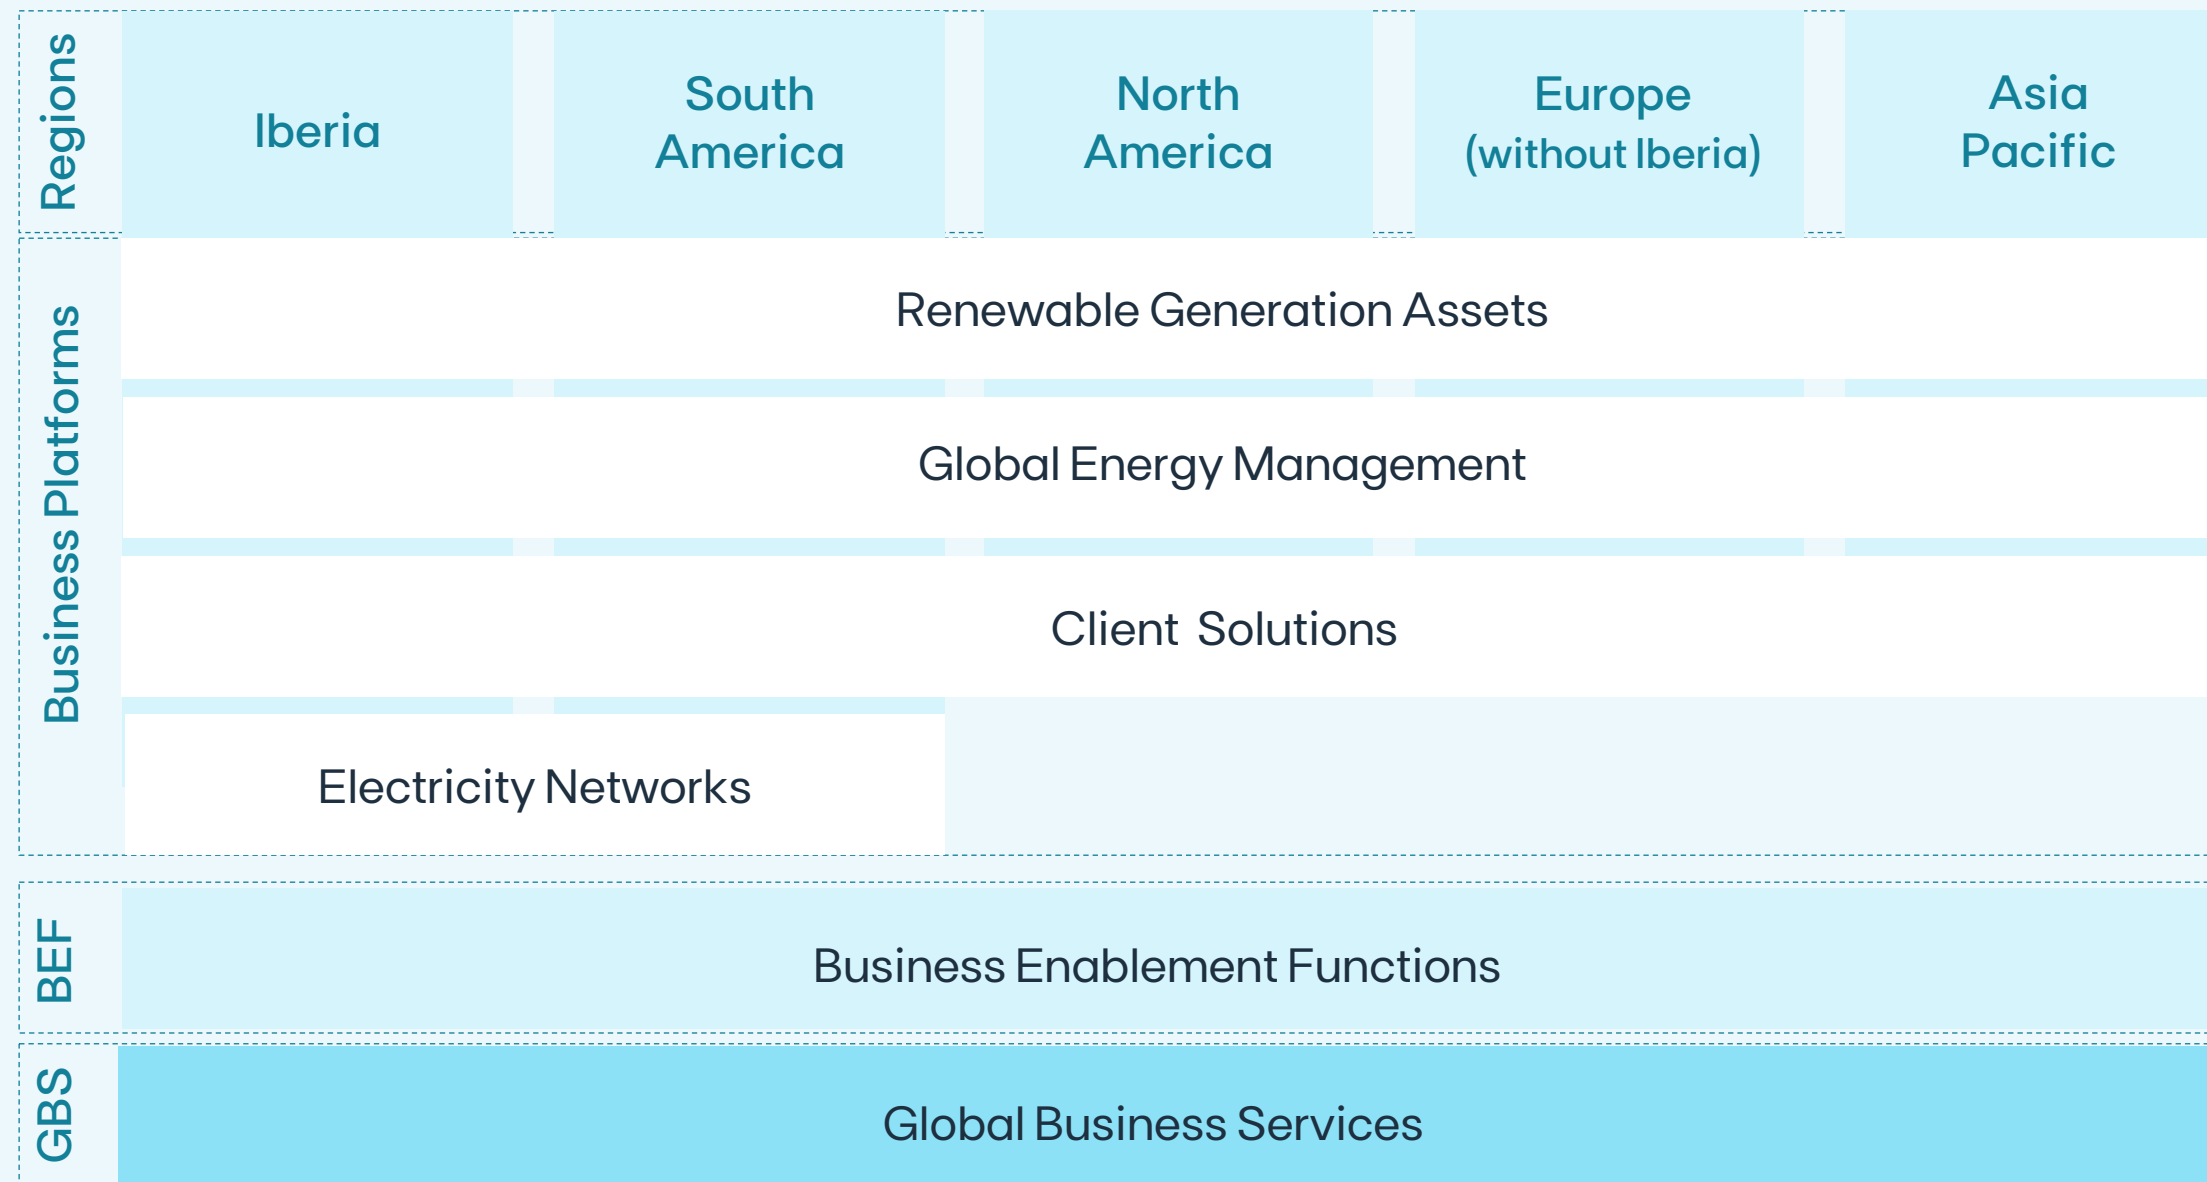 Regions
Iberia
South
America
North
America
Europe
(without Iberia)
Asia
Pacific
Business Platforms
Renewable Generation Assets
Global Energy Management
Client Solutions
Electricity Networks
BEF
Business Enablement Functions
GBS
Global Business Services